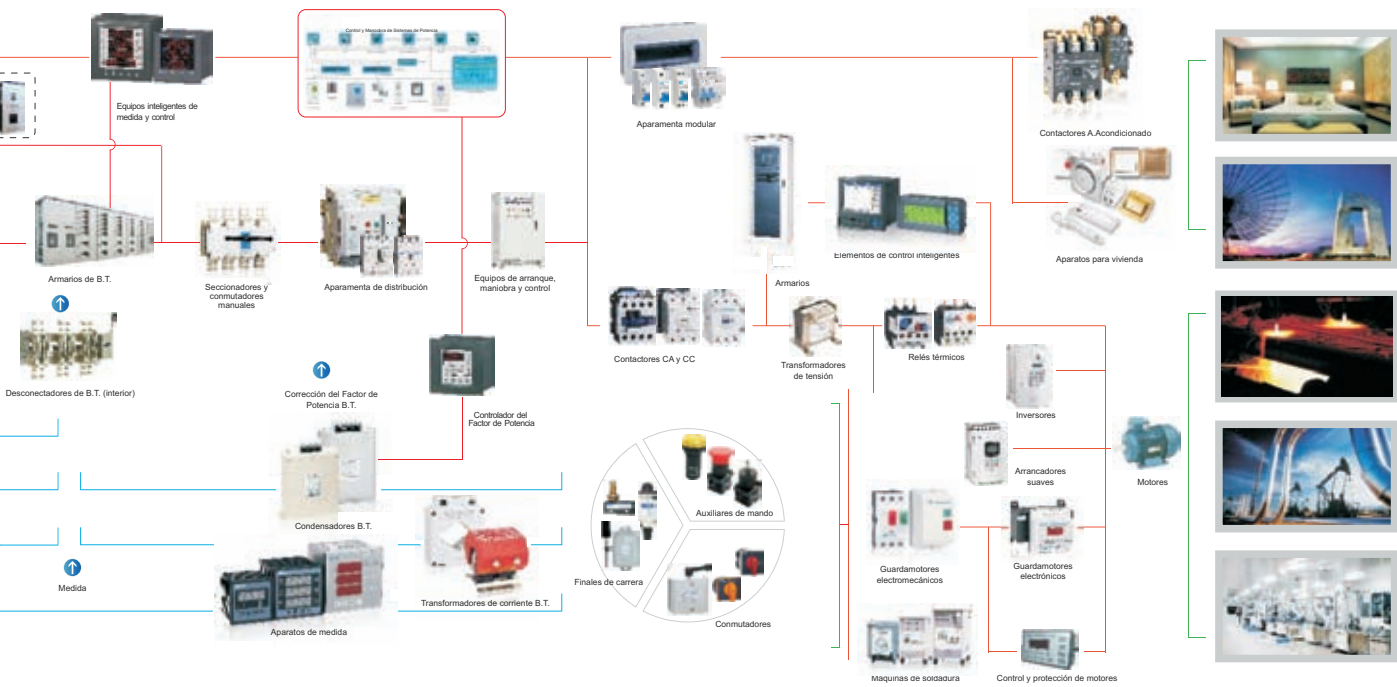 Control y Maniobra de Sistemas de Potencia
Equipos inteligentes de
medida y control
Aparamenta modular
Contactores A.Acondicionado
Armarios de B.T.
Seccionadores y
conmutadores
manuales
Aparamenta de distribución
Equipos de arranque,
maniobra y control
Armarios
Elementos de control inteligentes
Aparatos para vivienda
Desconectadores de B.T. (interior)
Corrección del Factor de
Potencia B.T.
Controlador del
Factor de Potencia
Contactores CA y CC
Transformadores
de tensión
Relés térmicos
Inversores
Arrancadores
suaves
Motores
Condensadores B.T.
Auxiliares de mando
Finales de carrera
Conmutadores
Guardamotores
electromecánicos
Guardamotores
electrónicos
Medida
Aparatos de medida
Transformadores de corriente B.T.
Máquinas de soldadura
Control y protección de motores